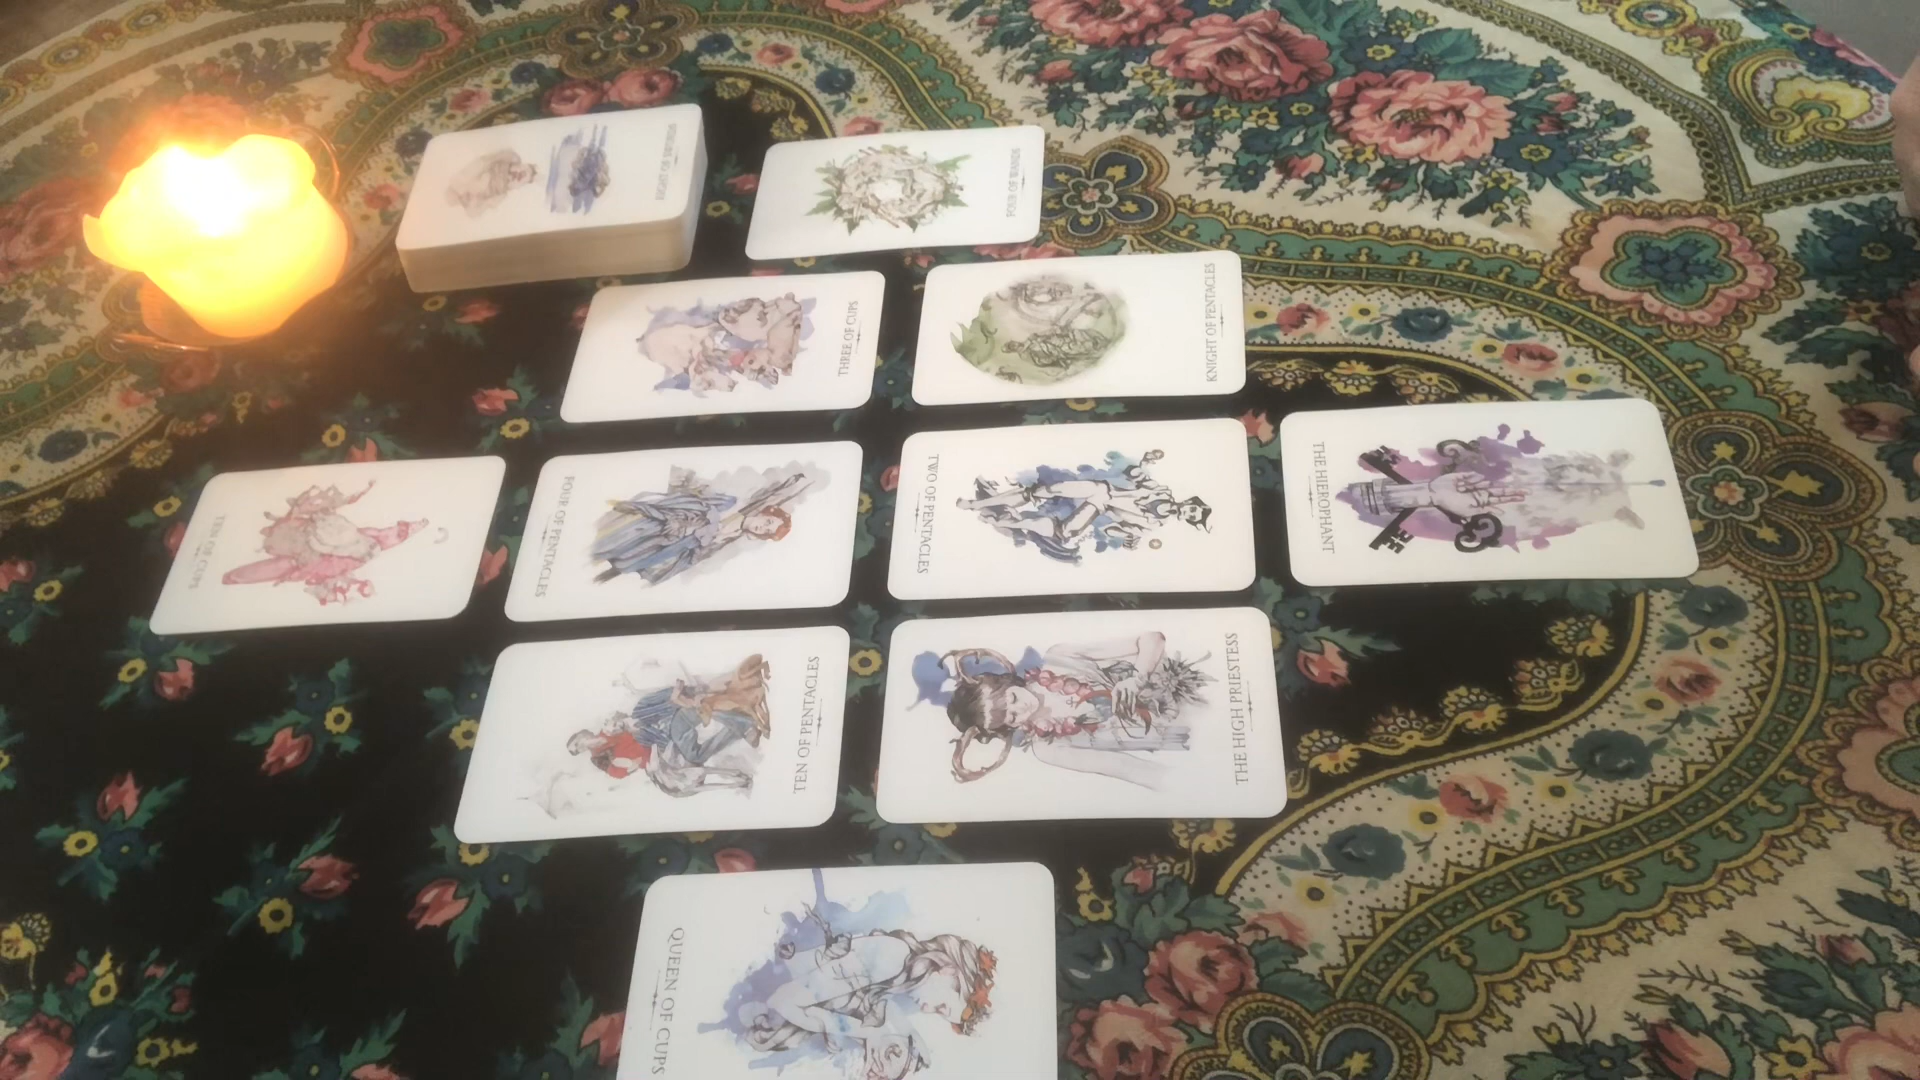 EIGHT OF SWORDS
FOUR OF WANDS
THREE OF CUPS
KNIGHT OF PENTACLES
TEN OF CUPS
FOUR OF PENTACLES
TWO OF PENTACLES
THE HIEROPHANT
TEN OF PENTACLES
THE HIGH PRIESTESS
QUEEN OF CUPS